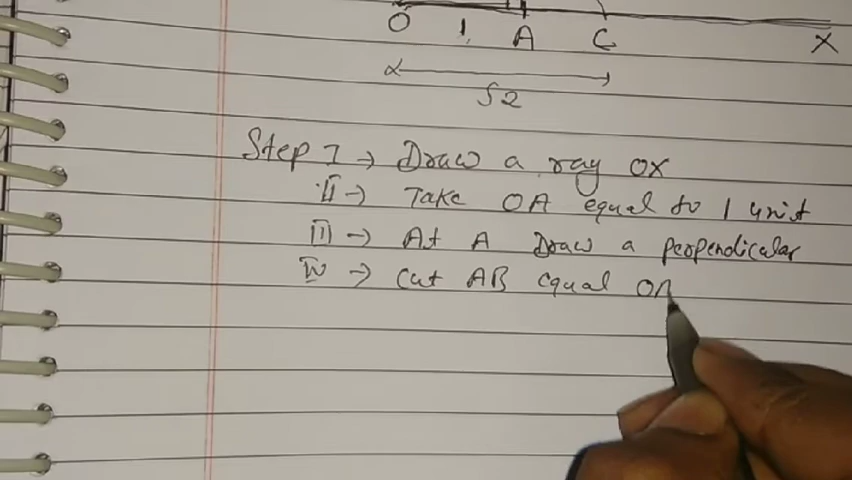 O 1 A C X
√2
Step I → Draw a ray OX
II → Take OA equal to 1 unit
III → At A Draw a perpendicular
IV → Cut AB equal OA